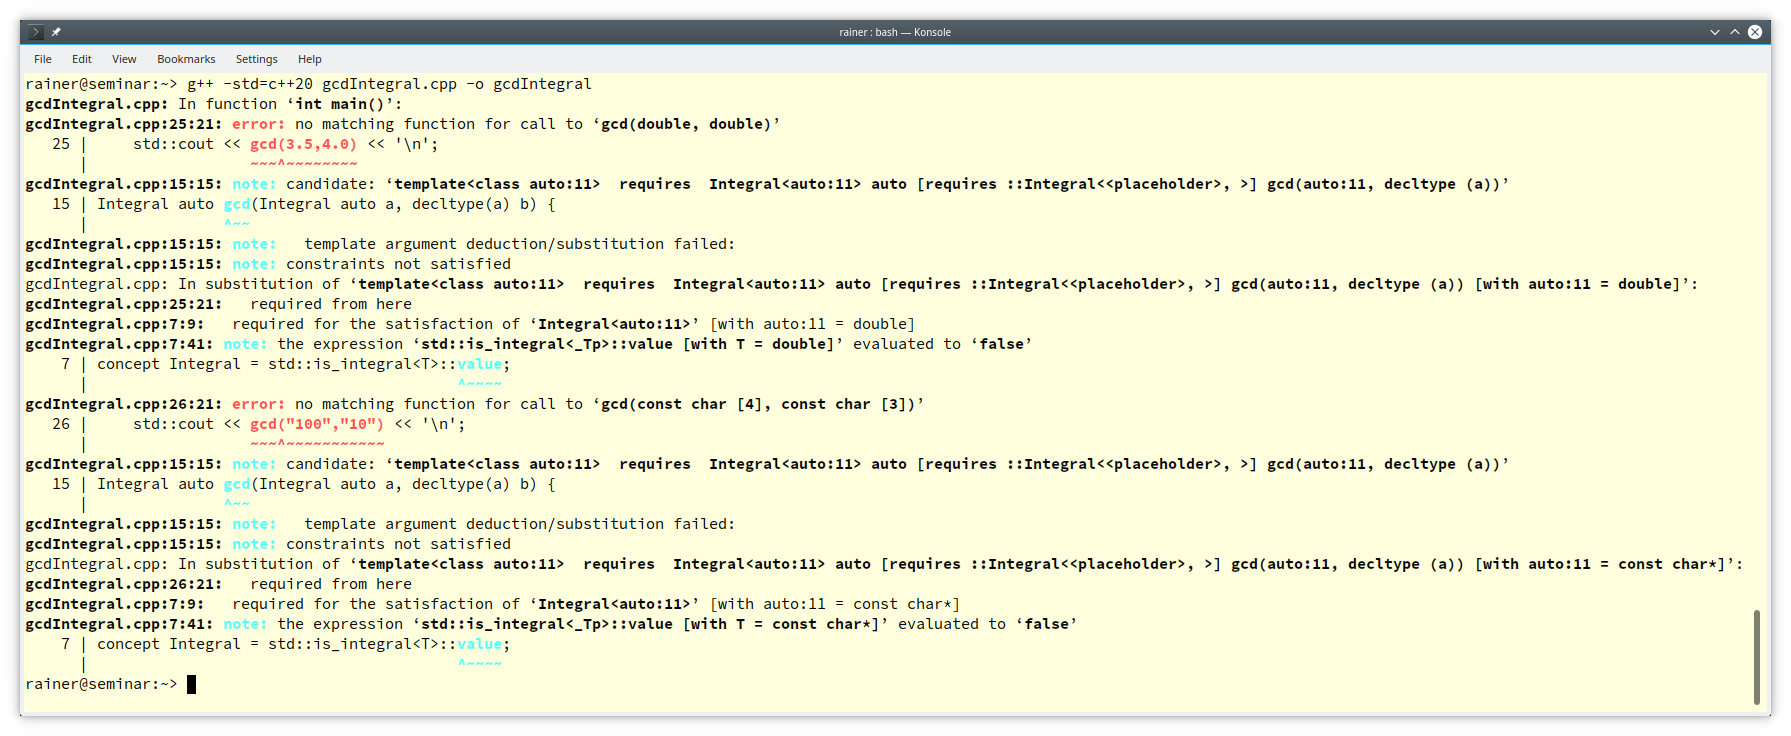 rainer : bash — Konsole
File Edit View Bookmarks Settings Help
rainer@seminar:~> g++ -std=c++20 gcdIntegral.cpp -o gcdIntegral
gcdIntegral.cpp: In function ‘int main()’:
gcdIntegral.cpp:25:21: error: no matching function for call to ‘gcd(double, double)’
   25 |     std::cout << gcd(3.5,4.0) << '\n';
      |                  ~~~^~~~~~~~~
gcdIntegral.cpp:15:15: note: candidate: ‘template<class auto:11>  requires  Integral<auto:11> auto [requires ::Integral<<placeholder>, >] gcd(auto:11, decltype (a))’
   15 | Integral auto gcd(Integral auto a, decltype(a) b) {
      |               ^~~
gcdIntegral.cpp:15:15: note:   template argument deduction/substitution failed:
gcdIntegral.cpp:15:15: note: constraints not satisfied
gcdIntegral.cpp: In substitution of ‘template<class auto:11>  requires  Integral<auto:11> auto [requires ::Integral<<placeholder>, >] gcd(auto:11, decltype (a)) [with auto:11 = double]’:
gcdIntegral.cpp:25:21:   required from here
gcdIntegral.cpp:7:9:   required for the satisfaction of ‘Integral<auto:11>’ [with auto:11 = double]
gcdIntegral.cpp:7:41: note: the expression ‘std::is_integral<_Tp>::value [with T = double]’ evaluated to ‘false’
    7 | concept Integral = std::is_integral<T>::value;
      |                                         ^~~~~
gcdIntegral.cpp:26:21: error: no matching function for call to ‘gcd(const char [4], const char [3])’
   26 |     std::cout << gcd("100","10") << '\n';
      |                  ~~~^~~~~~~~~~~~
gcdIntegral.cpp:15:15: note: candidate: ‘template<class auto:11>  requires  Integral<auto:11> auto [requires ::Integral<<placeholder>, >] gcd(auto:11, decltype (a))’
   15 | Integral auto gcd(Integral auto a, decltype(a) b) {
      |               ^~~
gcdIntegral.cpp:15:15: note:   template argument deduction/substitution failed:
gcdIntegral.cpp:15:15: note: constraints not satisfied
gcdIntegral.cpp: In substitution of ‘template<class auto:11>  requires  Integral<auto:11> auto [requires ::Integral<<placeholder>, >] gcd(auto:11, decltype (a)) [with auto:11 = const char*]’:
gcdIntegral.cpp:26:21:   required from here
gcdIntegral.cpp:7:9:   required for the satisfaction of ‘Integral<auto:11>’ [with auto:11 = const char*]
gcdIntegral.cpp:7:41: note: the expression ‘std::is_integral<_Tp>::value [with T = const char*]’ evaluated to ‘false’
    7 | concept Integral = std::is_integral<T>::value;
      |                                         ^~~~~
rainer@seminar:~>